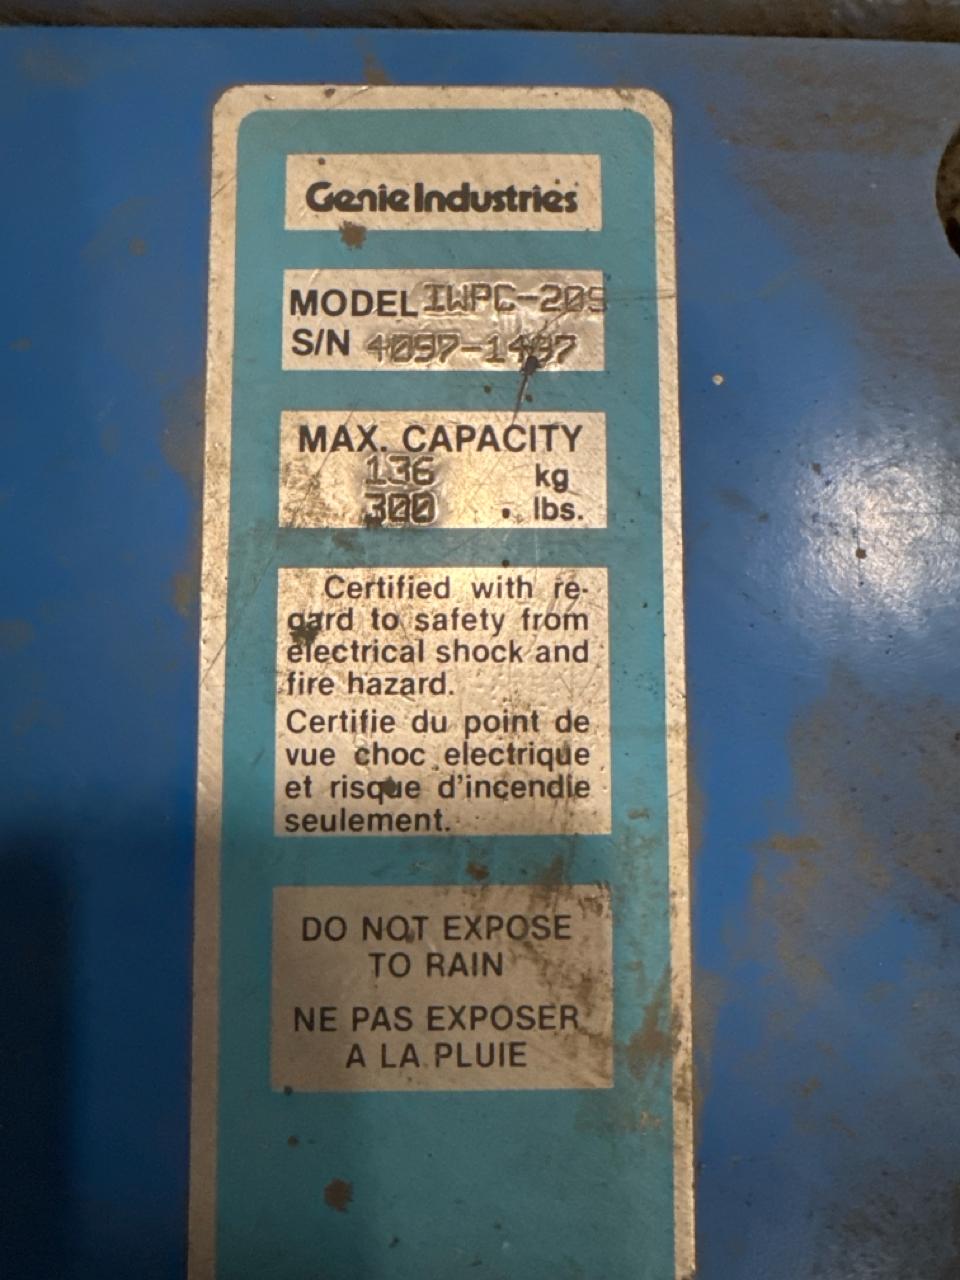 Genie Industries
MODEL IWPC-20S
S/N 4097-1497
MAX. CAPACITY
136 kg
300 lbs.
Certified with re-
gard to safety from
electrical shock and
fire hazard.
Certifie du point de
vue choc electrique
et risque d'incendie
seulement.
DO NOT EXPOSE
TO RAIN
NE PAS EXPOSER
A LA PLUIE